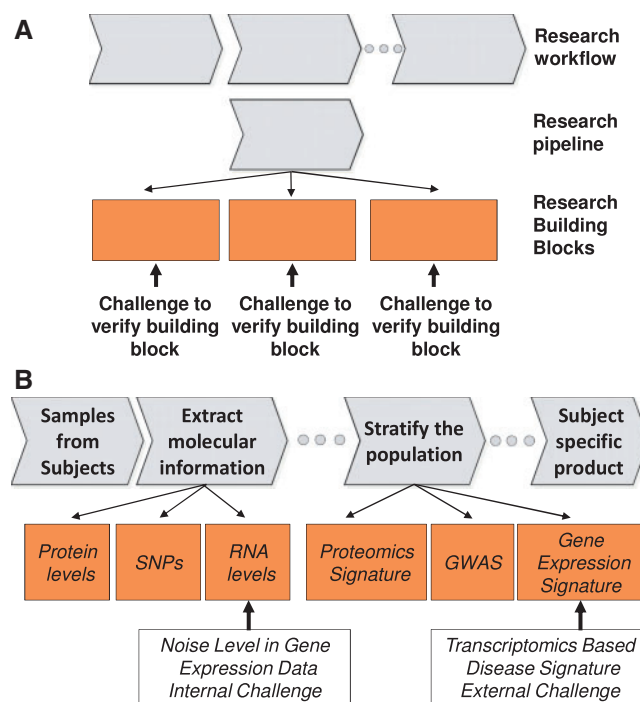 A
Research
workflow
Research
pipeline
Research
Building
Blocks
Challenge to
verify building
block
Challenge to
verify building
block
Challenge to
verify building
block
B
Samples
from
Subjects
Extract
molecular
information
Stratify the
population
Subject
specific
product
Protein
levels
SNPs
RNA
levels
Proteomics
Signature
GWAS
Gene
Expression
Signature
Noise Level in Gene
Expression Data
Internal Challenge
Transcriptomics Based
Disease Signature
External Challenge